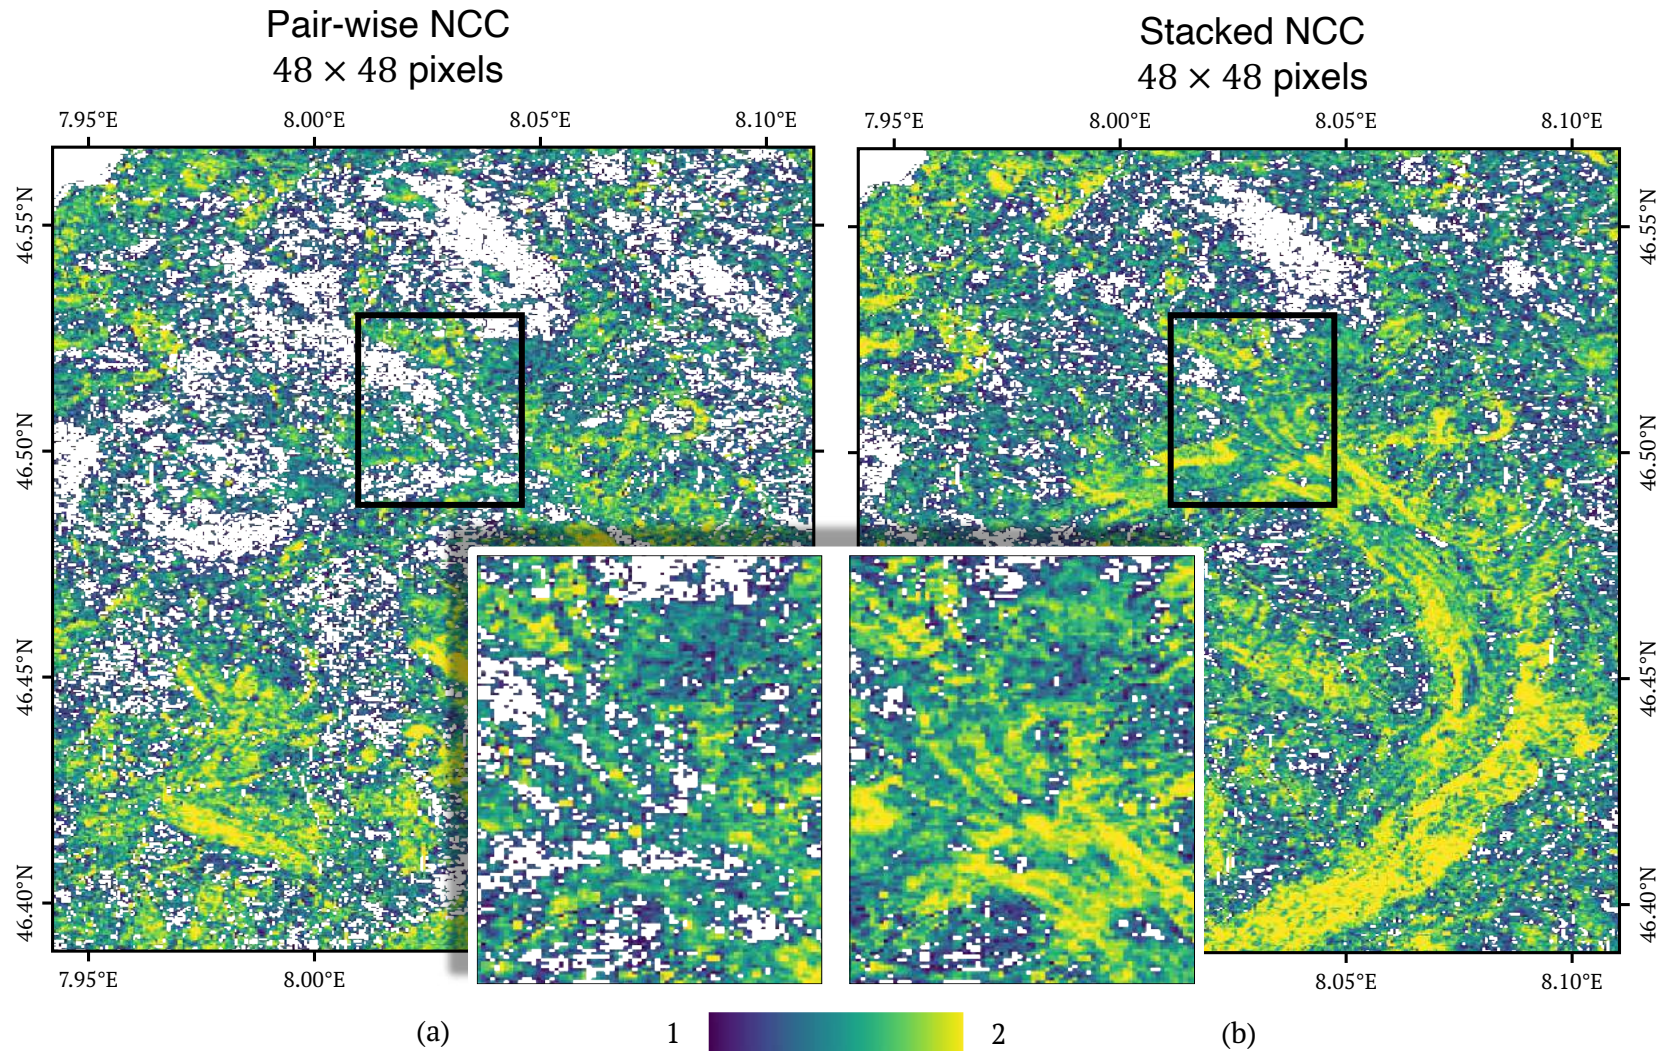 Pair-wise NCC
48 × 48 pixels
Stacked NCC
48 × 48 pixels
7.95°E 8.00°E 8.05°E 8.10°E
7.95°E 8.00°E 8.05°E 8.10°E
46.55°N
46.50°N
46.45°N
46.40°N
46.55°N
46.50°N
46.45°N
46.40°N
7.95°E 8.00°E
8.05°E 8.10°E
(a) 1 2 (b)